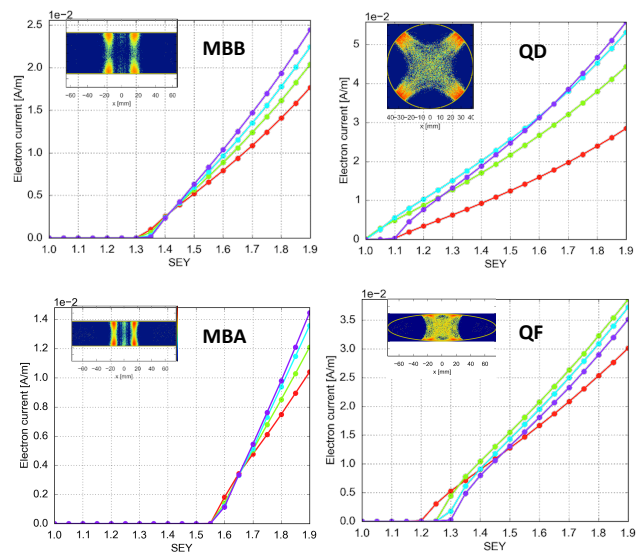 1e-2
MBB
Electron current [A/m]
2.5
2.0
1.5
1.0
0.5
0.0
1.0 1.1 1.2 1.3 1.4 1.5 1.6 1.7 1.8 1.9
SEY
-60 -40 -20 0 20 40 60
x [mm]
1e-2
QD
Electron current [A/m]
5
4
3
2
1
0
1.0 1.1 1.2 1.3 1.4 1.5 1.6 1.7 1.8 1.9
SEY
40-30-20-10 0 10 20 30 40
x [mm]
1e-2
MBA
Electron current [A/m]
1.4
1.2
1.0
0.8
0.6
0.4
0.2
0.0
1.0 1.1 1.2 1.3 1.4 1.5 1.6 1.7 1.8 1.9
SEY
-60 -40 -20 0 20 40 60
x [mm]
1e-2
QF
Electron current [A/m]
3.5
3.0
2.5
2.0
1.5
1.0
0.5
0.0
1.0 1.1 1.2 1.3 1.4 1.5 1.6 1.7 1.8 1.9
SEY
-60 -40 -20 0 20 40 60
x [mm]